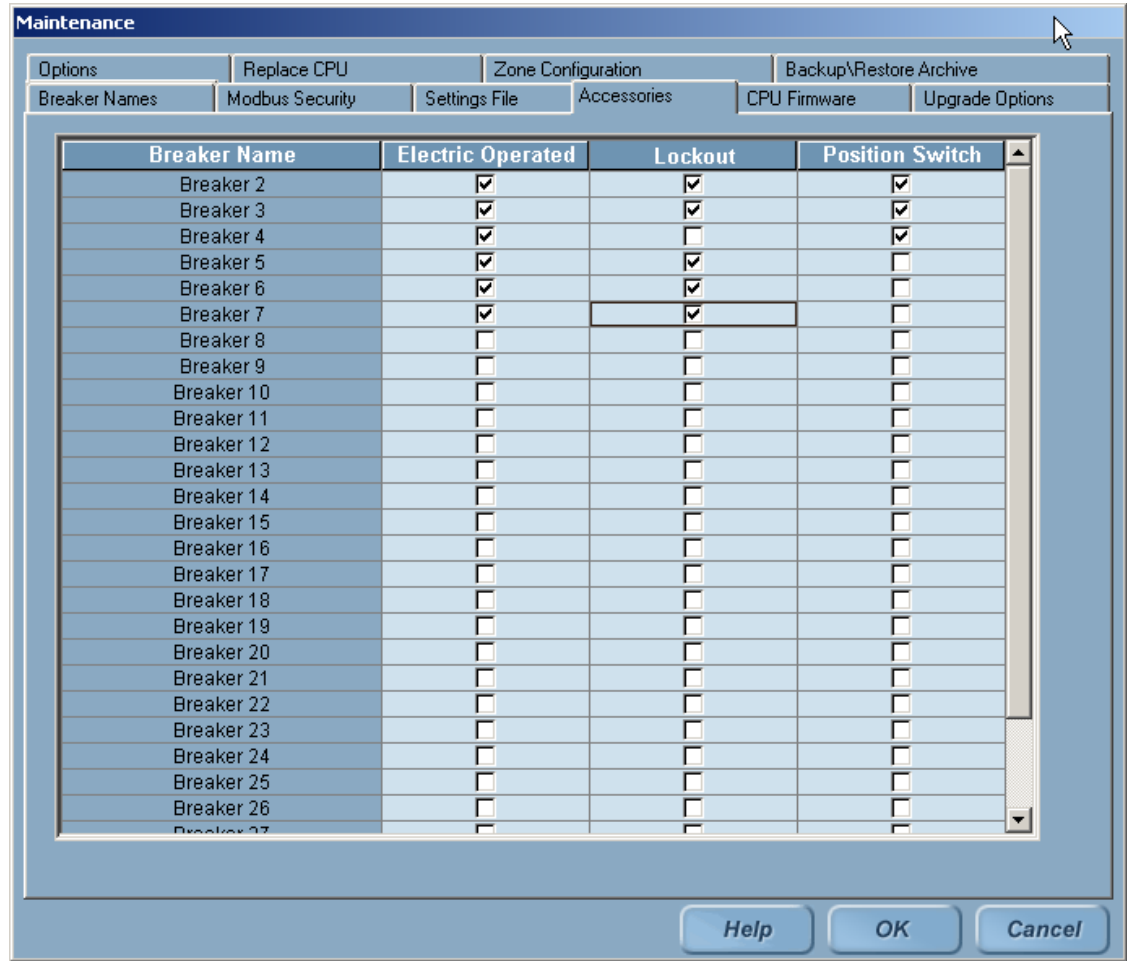 Maintenance
Options Replace CPU Zone Configuration Backup\Restore Archive
Breaker Names Modbus Security Settings File Accessories CPU Firmware Upgrade Options
Breaker Name Electric Operated Lockout Position Switch
Breaker 2
Breaker 3
Breaker 4
Breaker 5
Breaker 6
Breaker 7
Breaker 8
Breaker 9
Breaker 10
Breaker 11
Breaker 12
Breaker 13
Breaker 14
Breaker 15
Breaker 16
Breaker 17
Breaker 18
Breaker 19
Breaker 20
Breaker 21
Breaker 22
Breaker 23
Breaker 24
Breaker 25
Breaker 26
Breaker 27
Help OK Cancel